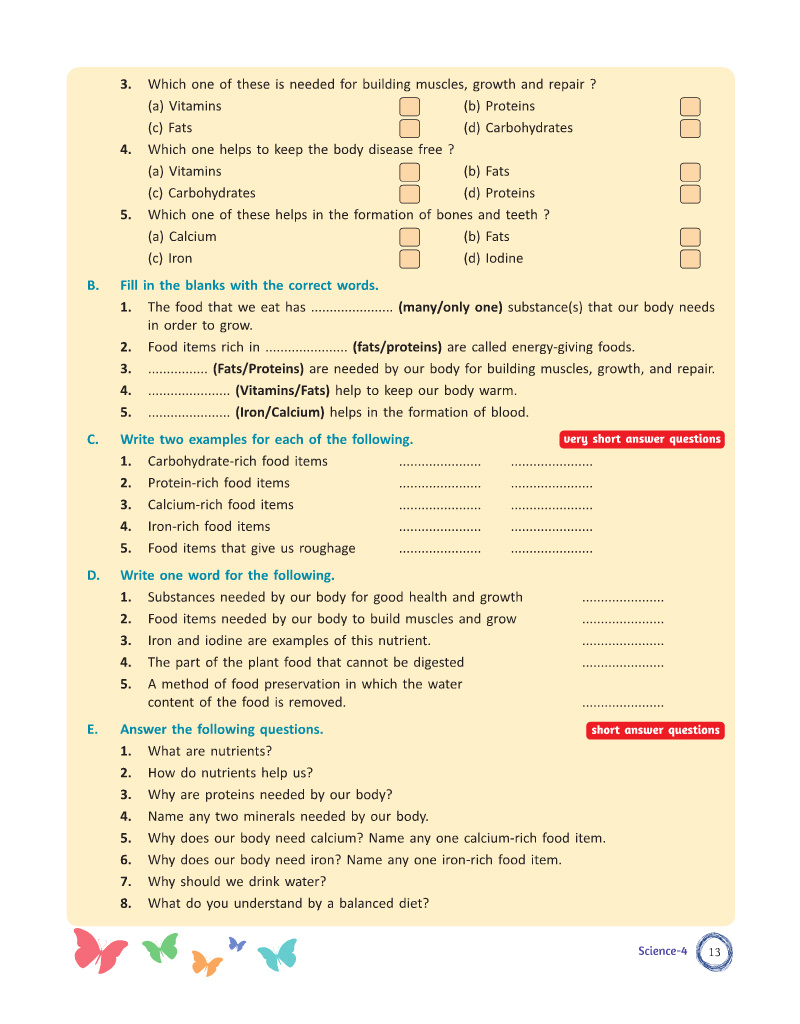 3. Which one of these is needed for building muscles, growth and repair ?
(a) Vitamins (b) Proteins
(c) Fats (d) Carbohydrates
4. Which one helps to keep the body disease free ?
(a) Vitamins (b) Fats
(c) Carbohydrates (d) Proteins
5. Which one of these helps in the formation of bones and teeth ?
(a) Calcium (b) Fats
(c) Iron (d) Iodine
B. Fill in the blanks with the correct words.
1. The food that we eat has ...................... (many/only one) substance(s) that our body needs
in order to grow.
2. Food items rich in ...................... (fats/proteins) are called energy-giving foods.
3. ................ (Fats/Proteins) are needed by our body for building muscles, growth, and repair.
4. ...................... (Vitamins/Fats) help to keep our body warm.
5. ...................... (Iron/Calcium) helps in the formation of blood.
C. Write two examples for each of the following. very short answer questions
1. Carbohydrate-rich food items ...................... ......................
2. Protein-rich food items ...................... ......................
3. Calcium-rich food items ...................... ......................
4. Iron-rich food items ...................... ......................
5. Food items that give us roughage ...................... ......................
D. Write one word for the following.
1. Substances needed by our body for good health and growth ......................
2. Food items needed by our body to build muscles and grow ......................
3. Iron and iodine are examples of this nutrient. ......................
4. The part of the plant food that cannot be digested ......................
5. A method of food preservation in which the water
content of the food is removed. ......................
E. Answer the following questions. short answer questions
1. What are nutrients?
2. How do nutrients help us?
3. Why are proteins needed by our body?
4. Name any two minerals needed by our body.
5. Why does our body need calcium? Name any one calcium-rich food item.
6. Why does our body need iron? Name any one iron-rich food item.
7. Why should we drink water?
8. What do you understand by a balanced diet?
Science-4 13